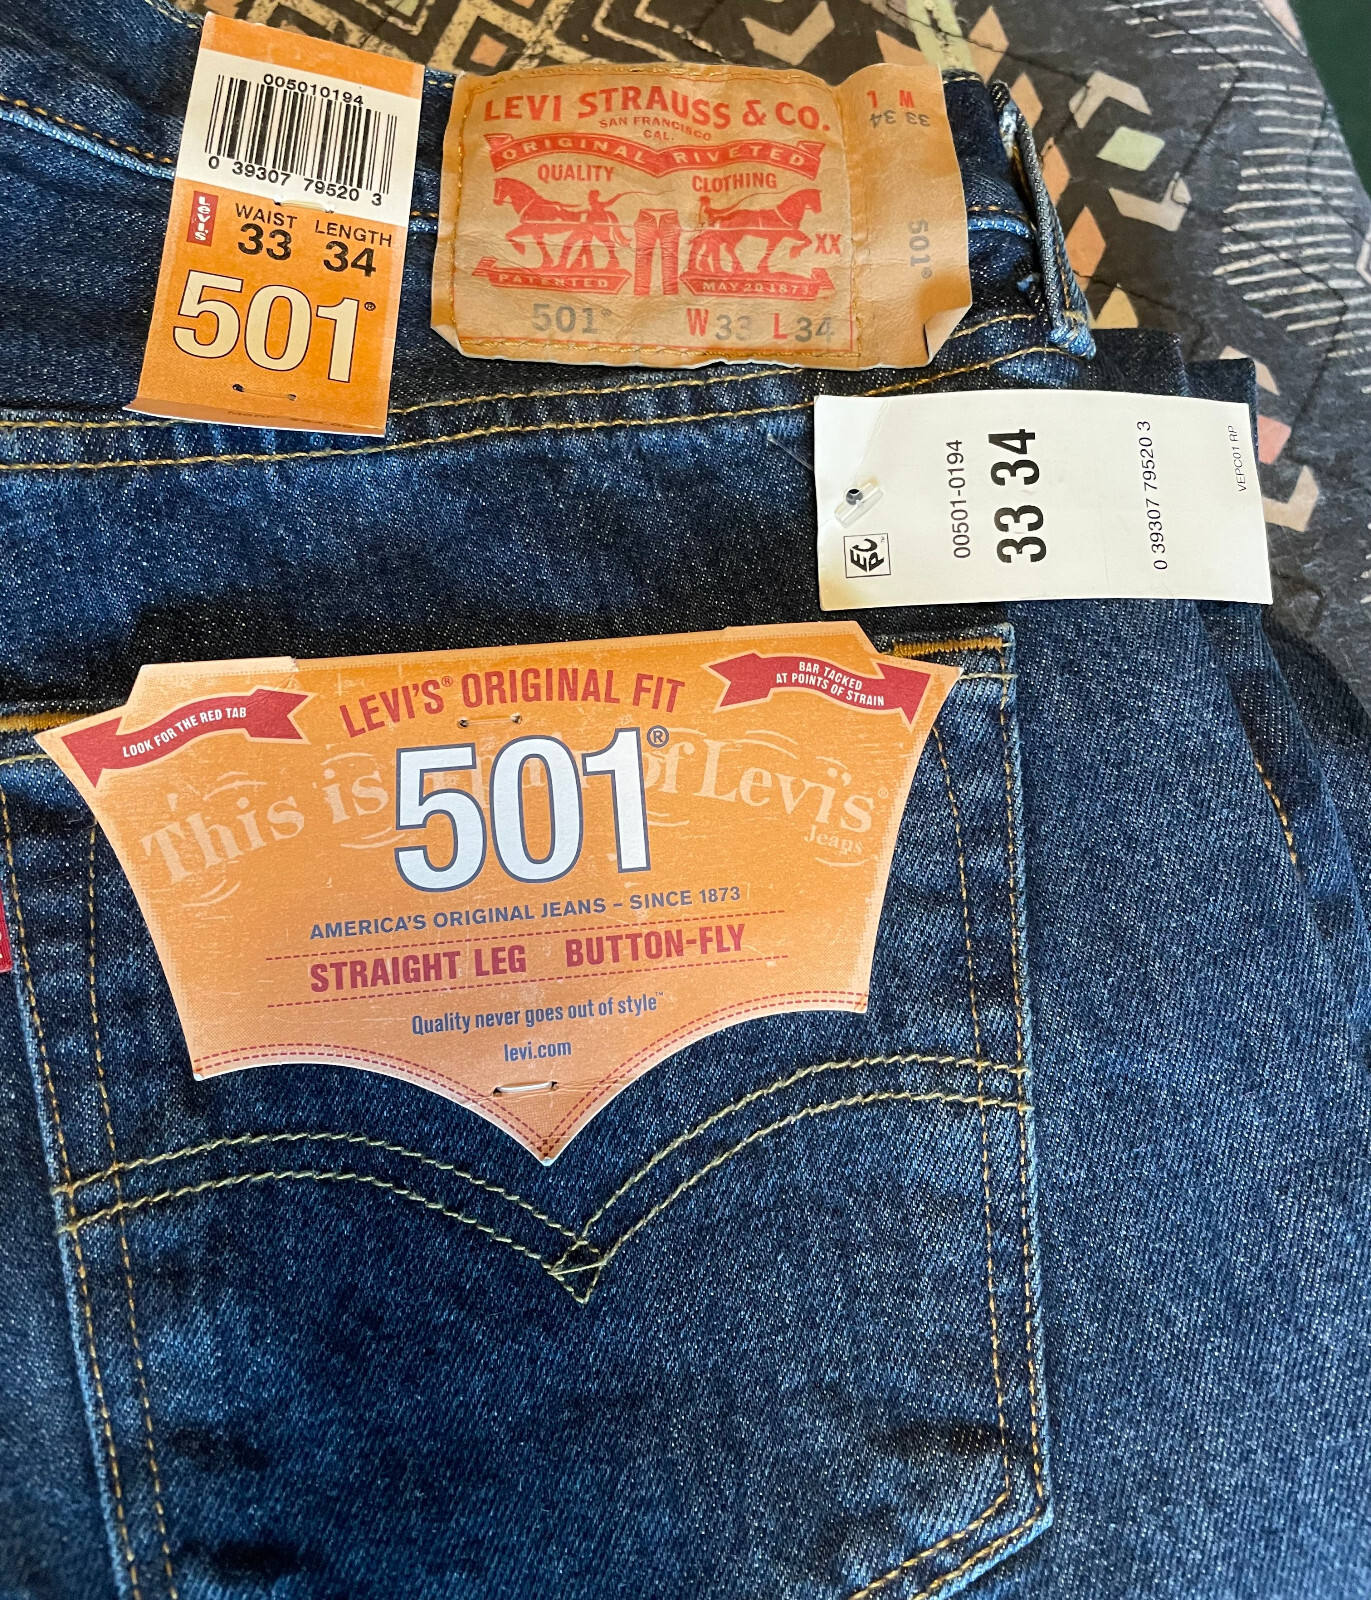 005010194
0 39307 79520 3
Levi's
WAIST LENGTH
33 34
501®
LEVI STRAUSS & CO.
SAN FRANCISCO
CAL.
ORIGINAL RIVETED
QUALITY CLOTHING
XX
PATENTED MAY 20 1873
501® W33 L34
W L
33 34
501®
EPC™
00501-0194
33 34
0 39307 79520 3
VEPC01 RP
LOOK FOR THE RED TAB
LEVI'S® ORIGINAL FIT
BAR TACKED
AT POINTS OF STRAIN
501®
This is of Levi's®
Jeans
AMERICA'S ORIGINAL JEANS – SINCE 1873
STRAIGHT LEG BUTTON-FLY
Quality never goes out of style™
levi.com